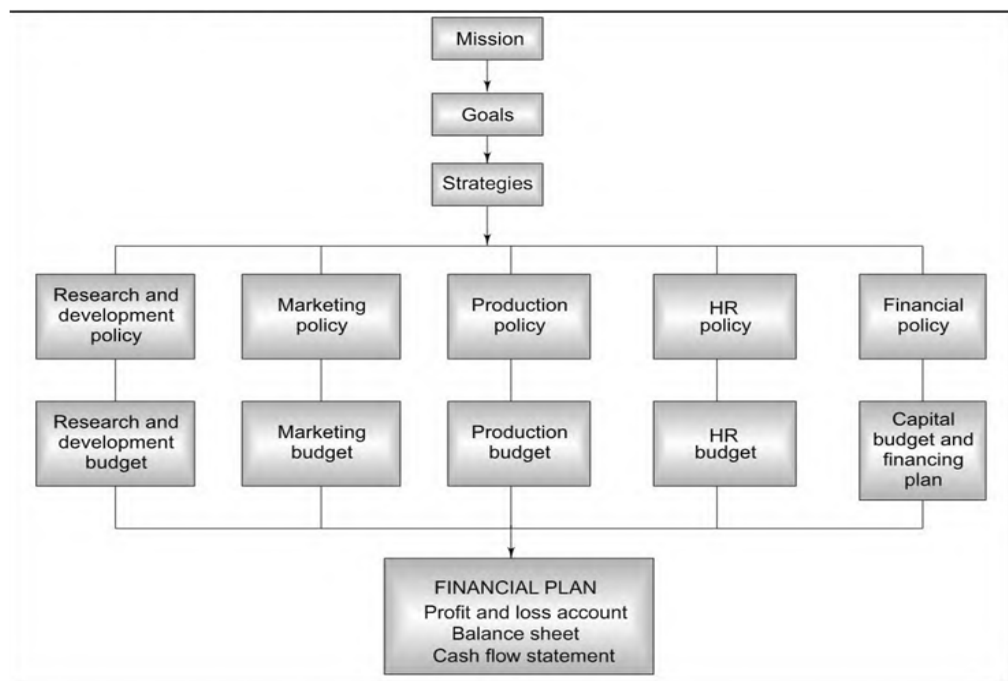 Mission
Goals
Strategies
Research and
development
policy
Marketing
policy
Production
policy
HR
policy
Financial
policy
Research and
development
budget
Marketing
budget
Production
budget
HR
budget
Capital
budget and
financing
plan
FINANCIAL PLAN
Profit and loss account
Balance sheet
Cash flow statement